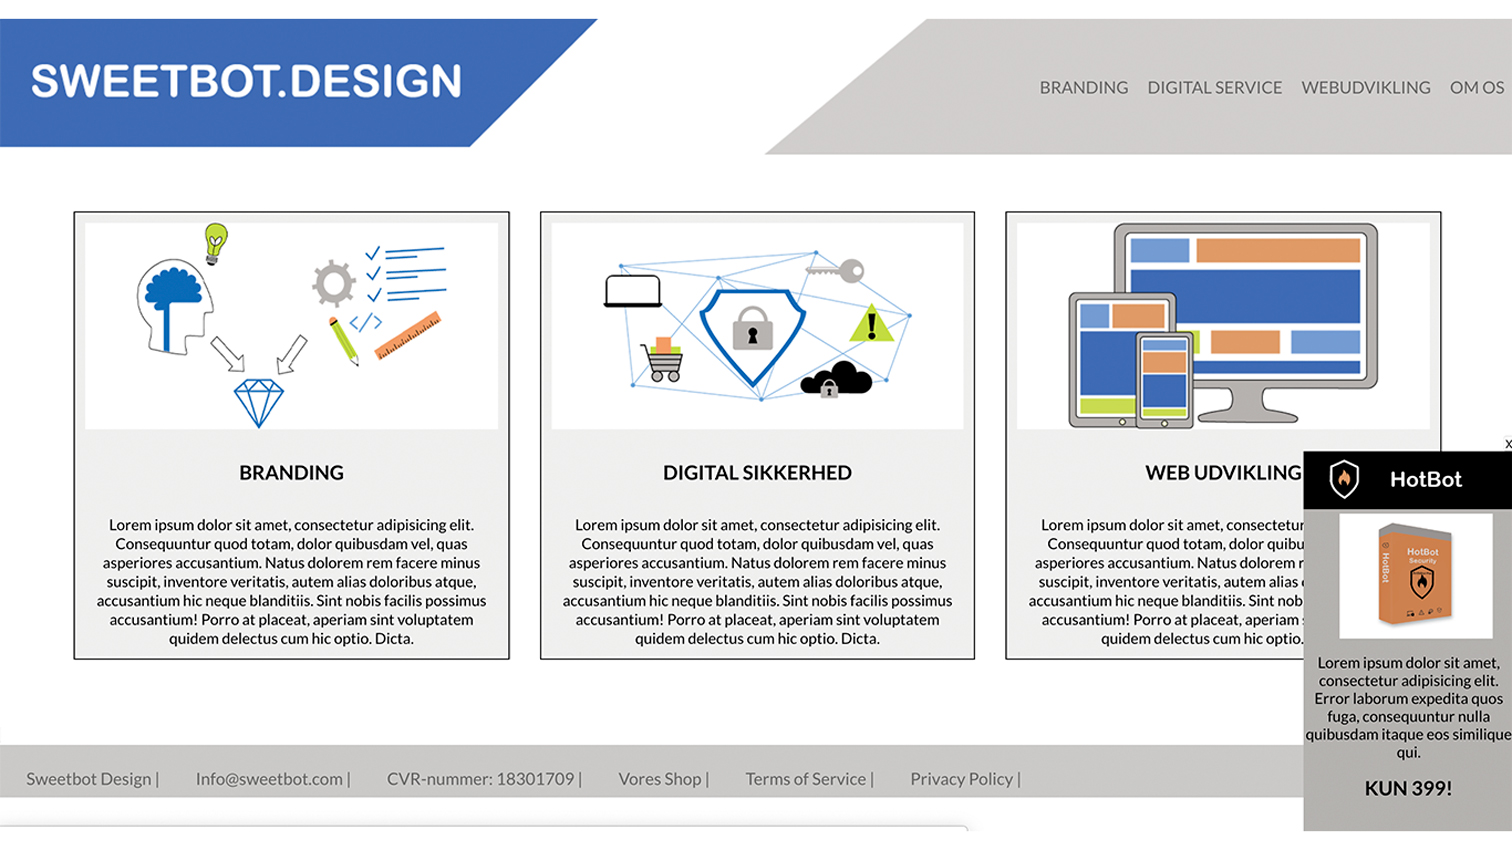 SWEETBOT.DESIGN
BRANDING DIGITAL SERVICE WEBUDVIKLING OM OS
BRANDING
Lorem ipsum dolor sit amet, consectetur adipisicing elit.
Consequuntur quod totam, dolor quibusdam vel, quas
asperiores accusantium. Natus dolorem rem facere minus
suscipit, inventore veritatis, autem alias doloribus atque,
accusantium hic neque blanditiis. Sint nobis facilis possimus
accusantium! Porro at placeat, aperiam sint voluptatem
quidem delectus cum hic optio. Dicta.
DIGITAL SIKKERHED
Lorem ipsum dolor sit amet, consectetur adipisicing elit.
Consequuntur quod totam, dolor quibusdam vel, quas
asperiores accusantium. Natus dolorem rem facere minus
suscipit, inventore veritatis, autem alias doloribus atque,
accusantium hic neque blanditiis. Sint nobis facilis possimus
accusantium! Porro at placeat, aperiam sint voluptatem
quidem delectus cum hic optio. Dicta.
WEB UDVIKLING
Lorem ipsum dolor sit amet, consectetur
Consequuntur quod totam, dolor quibu
asperiores accusantium. Natus dolorem
suscipit, inventore veritatis, autem alias
accusantium hic neque blanditiis. Sint nob
accusantium! Porro at placeat, aperiam s
quidem delectus cum hic optio.
x
HotBot
HotBot
Security
HotBot
Lorem ipsum dolor sit amet,
consectetur adipisicing elit.
Error laborum expedita quos
fuga, consequuntur nulla
quibusdam itaque eos similique
qui.
KUN 399!
Sweetbot Design | Info@sweetbot.com | CVR-nummer: 18301709 | Vores Shop | Terms of Service | Privacy Policy |